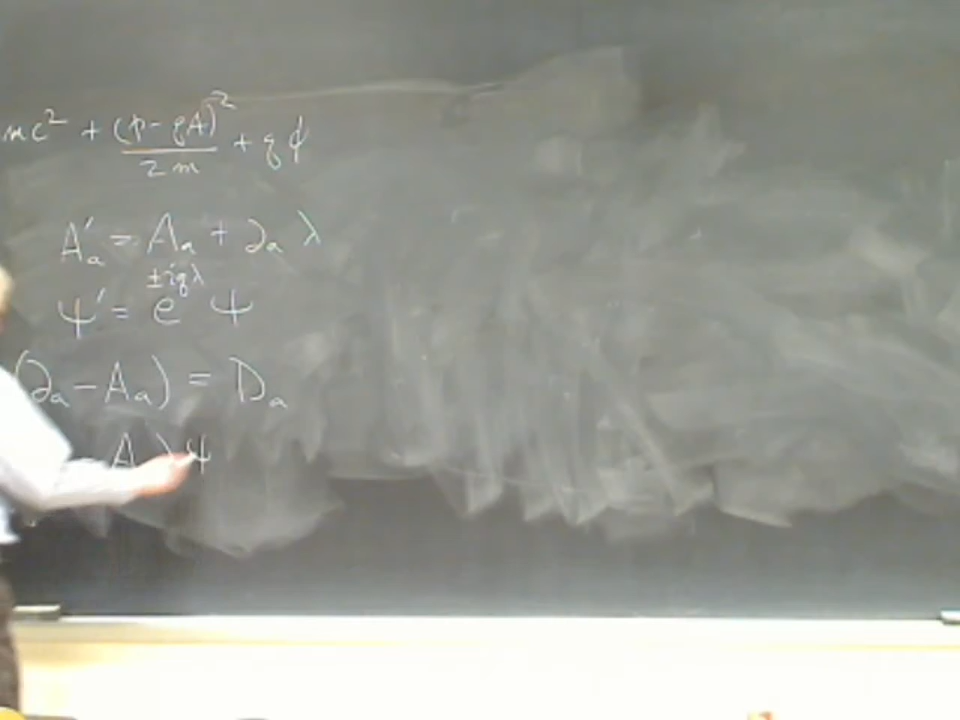 mc² + (p - qA)²/2m + qϕ
A'ₐ = Aₐ + ∂ₐ λ
ψ' = e^{±iqλ} ψ
(∂ₐ - Aₐ) = Dₐ
- A ) ψ